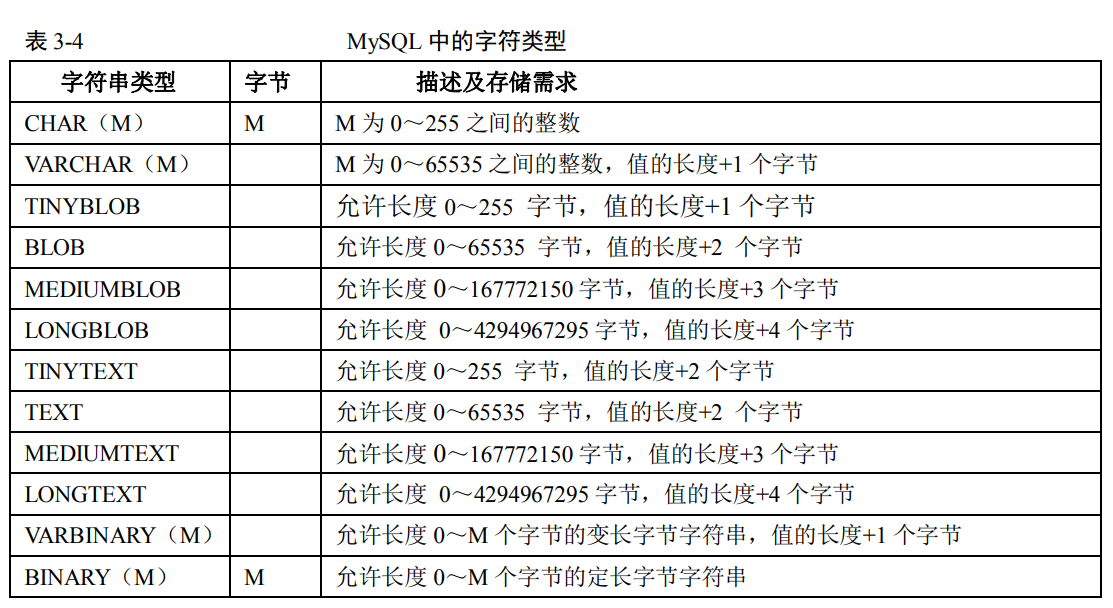 表 3-4 MySQL 中的字符类型
字符串类型 字节 描述及存储需求
CHAR（M） M M 为 0～255 之间的整数
VARCHAR（M） M 为 0～65535 之间的整数，值的长度+1 个字节
TINYBLOB 允许长度 0～255 字节，值的长度+1 个字节
BLOB 允许长度 0～65535 字节，值的长度+2 个字节
MEDIUMBLOB 允许长度 0～167772150 字节，值的长度+3 个字节
LONGBLOB 允许长度 0～4294967295 字节，值的长度+4 个字节
TINYTEXT 允许长度 0～255 字节，值的长度+2 个字节
TEXT 允许长度 0～65535 字节，值的长度+2 个字节
MEDIUMTEXT 允许长度 0～167772150 字节，值的长度+3 个字节
LONGTEXT 允许长度 0～4294967295 字节，值的长度+4 个字节
VARBINARY（M） 允许长度 0～M 个字节的变长字节字符串，值的长度+1 个字节
BINARY（M） M 允许长度 0～M 个字节的定长字节字符串